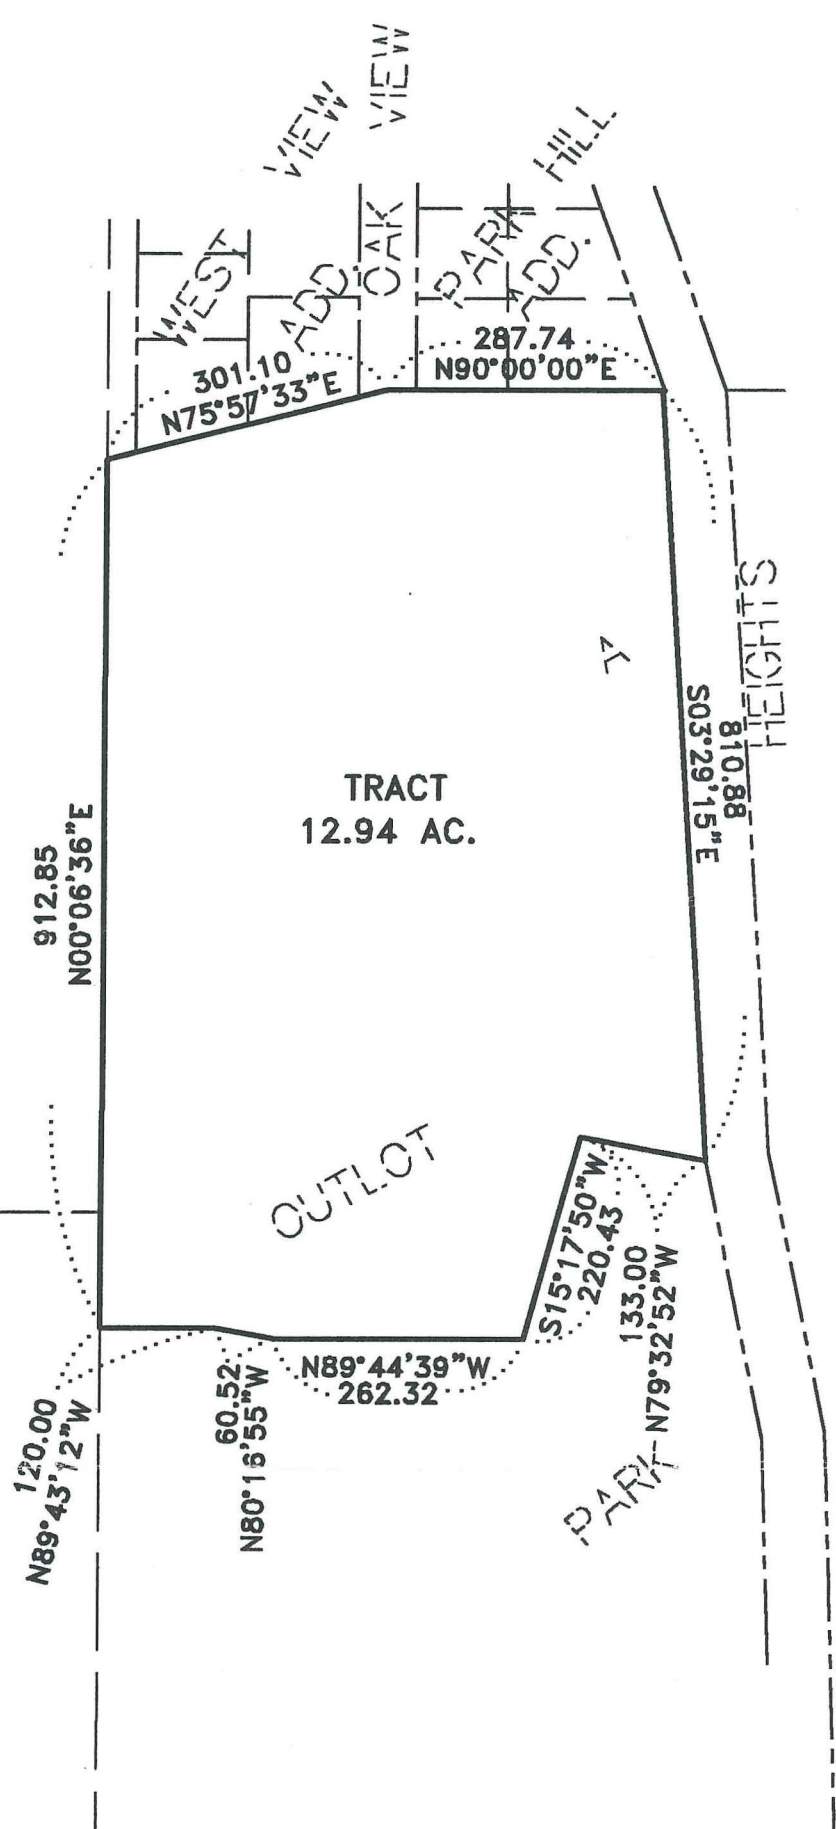 WEST VIEW
ADD.
OAK VIEW
PARK HILL
ADD.
301.10
N75°57'33"E
287.74
N90°00'00"E
HEIGHTS
810.88
S03°29'15"E
TRACT
12.94 AC.
912.85
N00°06'36"E
OUTLOT
S15°17'50"W
220.43
133.00
N79°32'52"W
N89°44'39"W
262.32
60.52
N80°16'55"W
120.00
N89°43'12"W
PARK